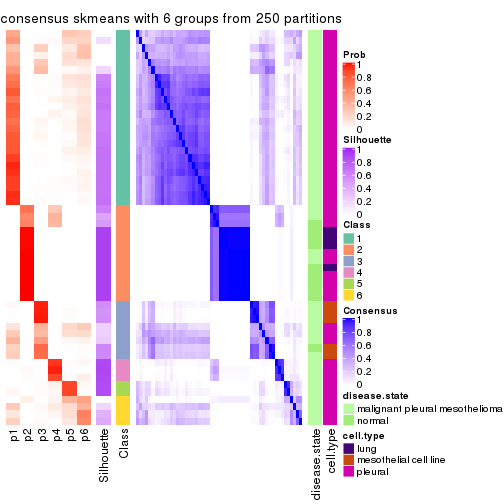 consensus skmeans with 6 groups from 250 partitions
Prob
1
0.8
0.6
0.4
0.2
0
Silhouette
1
0.8
0.6
0.4
0.2
0
Class
1
2
3
4
5
6
Consensus
1
0.8
0.6
0.4
0.2
0
disease.state
malignant pleural mesothelioma
normal
cell.type
lung
mesothelial cell line
pleural
p1
p2
p3
p4
p5
p6
Silhouette
Class
disease.state
cell.type